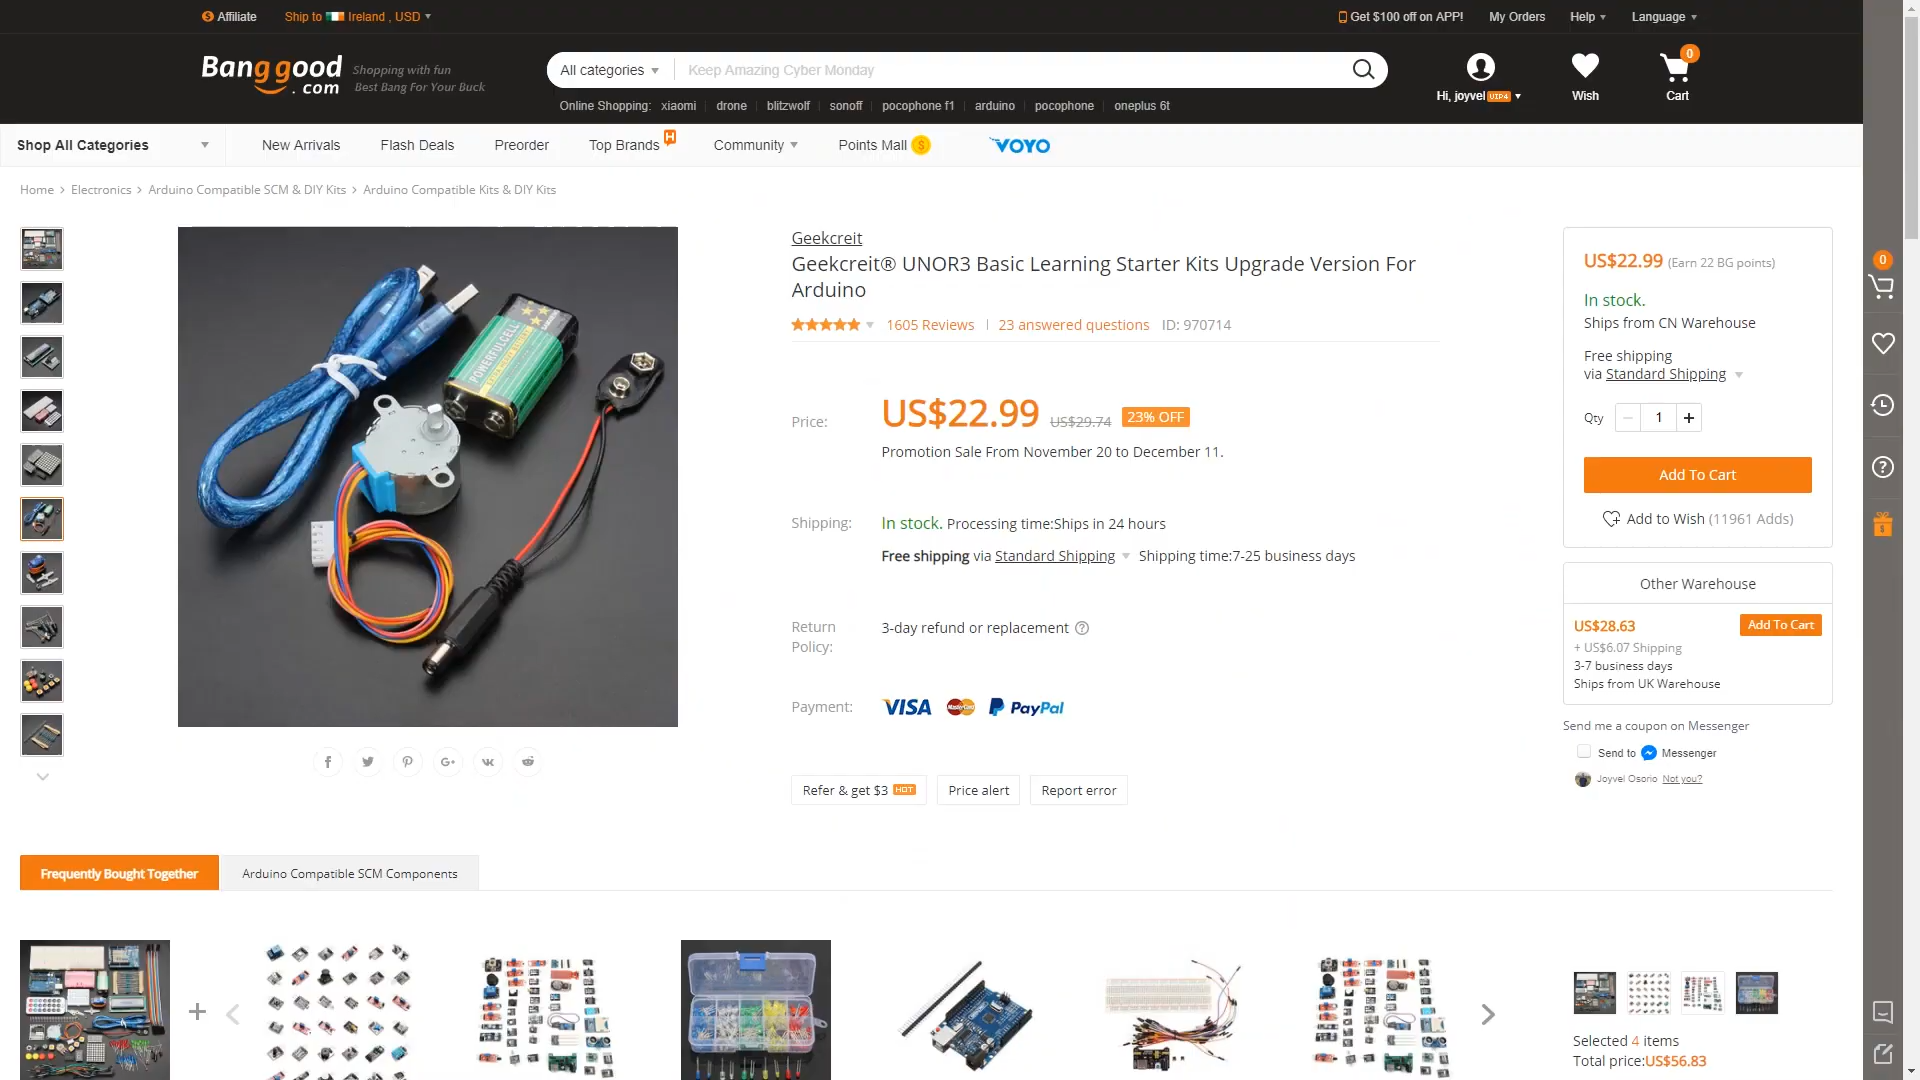 Affiliate
Ship to Ireland , USD
Get $100 off on APP!
My Orders
Help
Language
Banggood.com
Shopping with fun
Best Bang For Your Buck
All categories
Keep Amazing Cyber Monday
Hi, joyvel VIP4
Wish
0
Cart
Online Shopping: xiaomi drone blitzwolf sonoff pocophone f1 arduino pocophone oneplus 6t
Shop All Categories
New Arrivals
Flash Deals
Preorder
Top Brands H
Community
Points Mall $
VOYO
Home > Electronics > Arduino Compatible SCM & DIY Kits > Arduino Compatible Kits & DIY Kits
POWERFULCELL
Geekcreit
Geekcreit® UNOR3 Basic Learning Starter Kits Upgrade Version For
Arduino
1605 Reviews | 23 answered questions ID: 970714
Price: US$22.99 US$29.74 23% OFF
Promotion Sale From November 20 to December 11.
Shipping: In stock. Processing time:Ships in 24 hours
Free shipping via Standard Shipping Shipping time:7-25 business days
Return
Policy:
3-day refund or replacement ?
Payment: VISA MasterCard PayPal
Refer & get $3 HOT
Price alert
Report error
US$22.99 (Earn 22 BG points)
In stock.
Ships from CN Warehouse
Free shipping
via Standard Shipping
Qty − 1 +
Add To Cart
Add to Wish (11961 Adds)
Other Warehouse
US$28.63 Add To Cart
+ US$6.07 Shipping
3-7 business days
Ships from UK Warehouse
Send me a coupon on Messenger
Send to Messenger
Joyvel Osorio Not you?
0
Frequently Bought Together
Arduino Compatible SCM Components
Selected 4 items
Total price:US$56.83